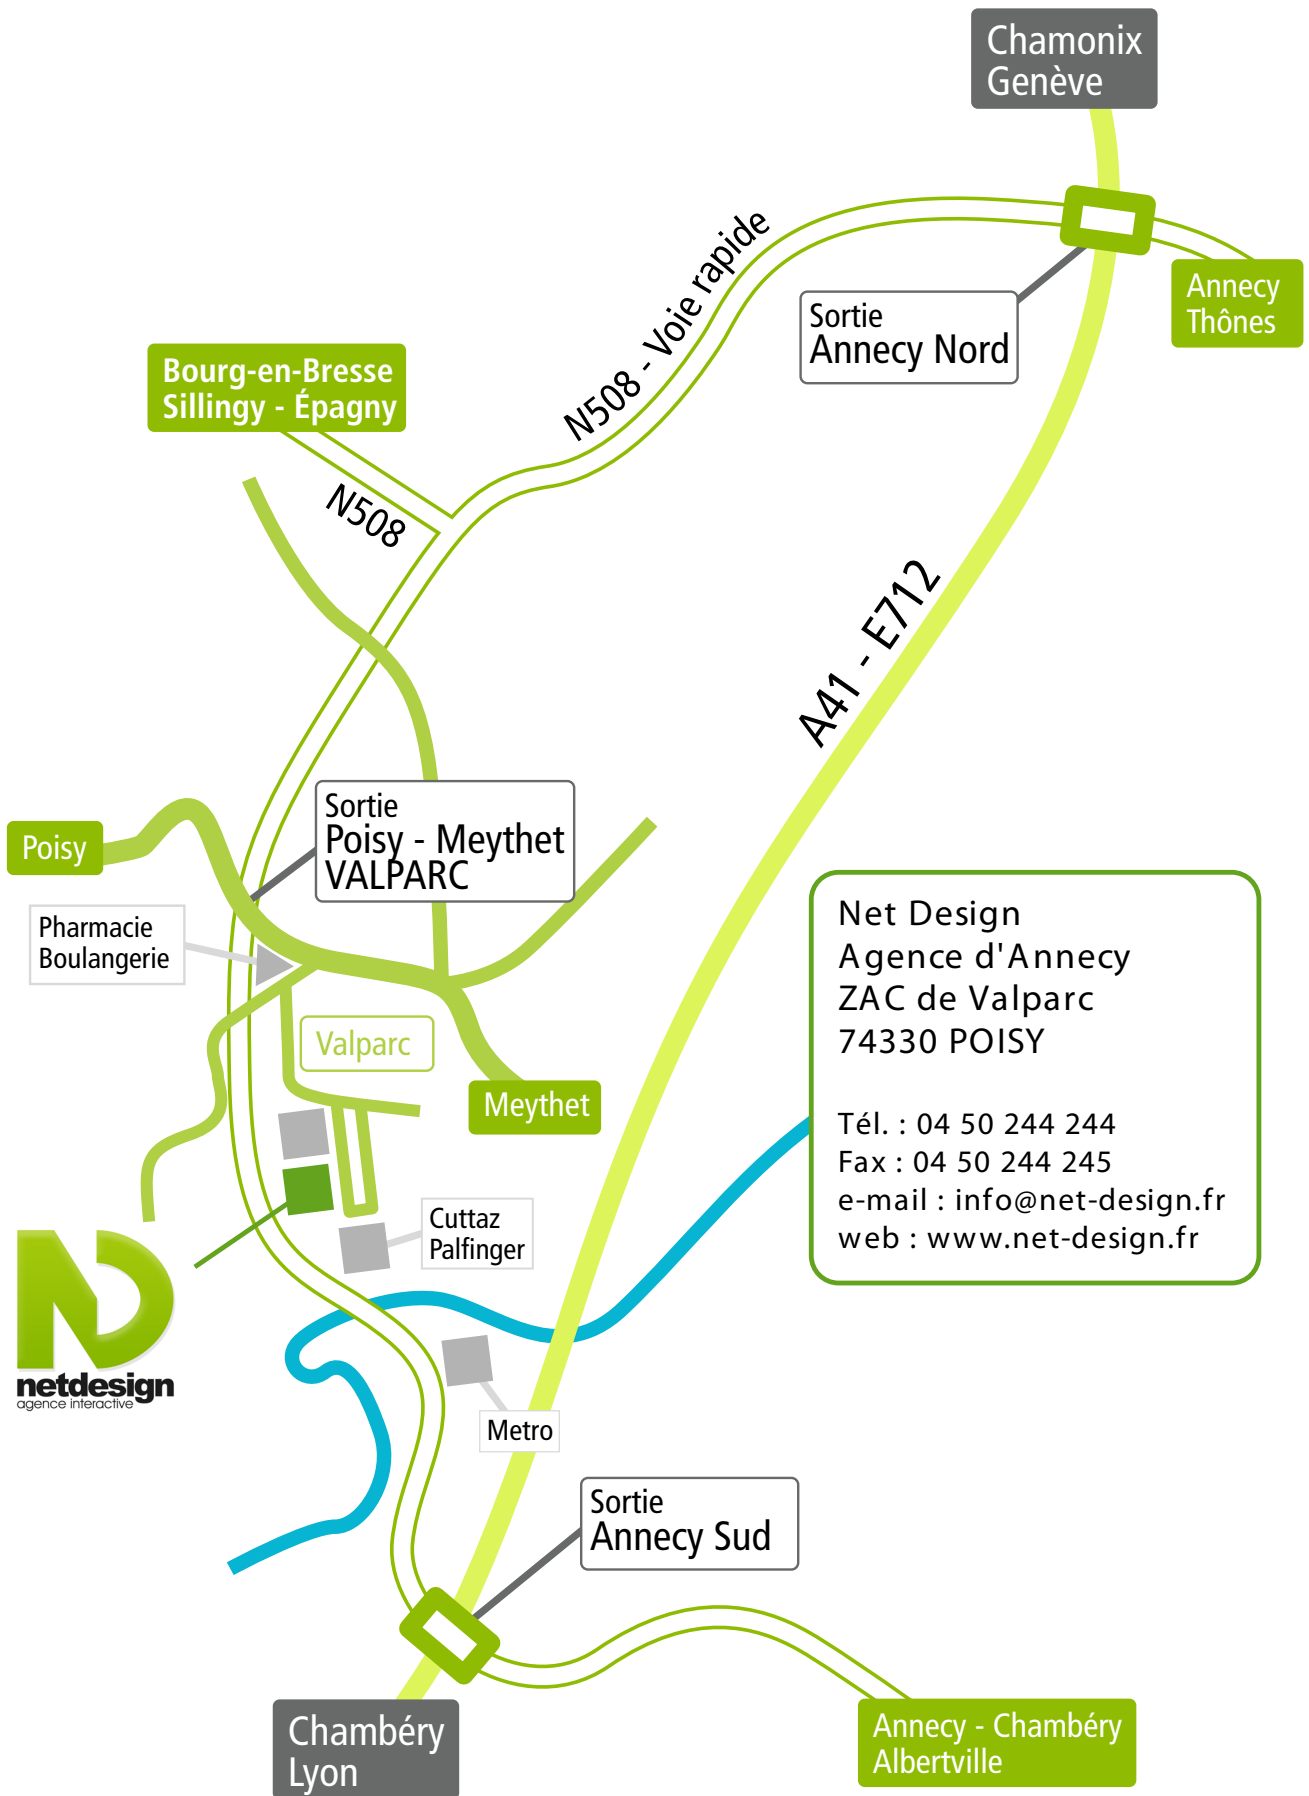 Chamonix
Genève
N508 - Voie rapide
Annecy
Thônes
Sortie
Annecy Nord
Bourg-en-Bresse
Sillingy - Épagny
N508
A41 - E712
Sortie
Poisy - Meythet
VALPARC
Poisy
Pharmacie
Boulangerie
Valparc
Meythet
Net Design
Agence d'Annecy
ZAC de Valparc
74330 POISY
Tél. : 04 50 244 244
Fax : 04 50 244 245
e-mail : info@net-design.fr
web : www.net-design.fr
Cuttaz
Palfinger
netdesign
agence interactive
Metro
Sortie
Annecy Sud
Chambéry
Lyon
Annecy - Chambéry
Albertville